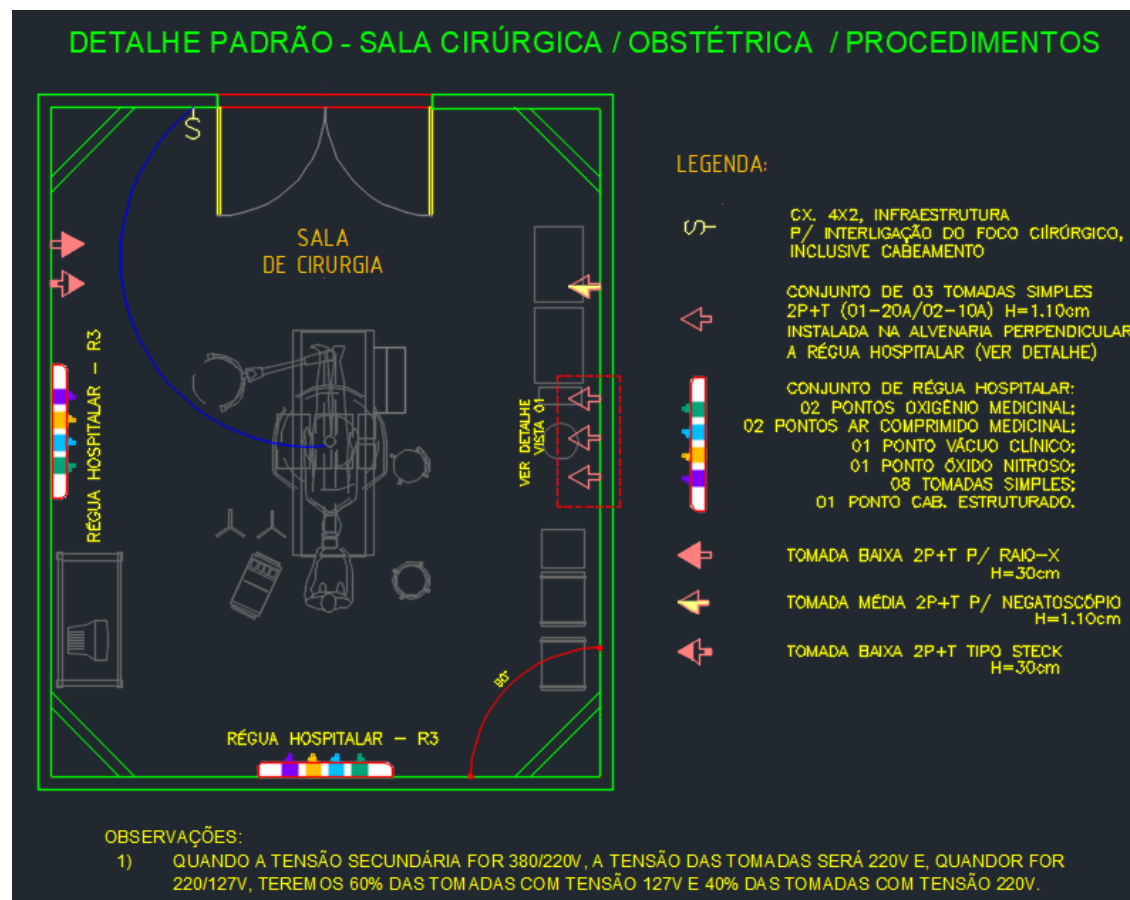 DETALHE PADRÃO - SALA CIRÚRGICA / OBSTÉTRICA / PROCEDIMENTOS
S
SALA
DE CIRURGIA
RÉGUA HOSPITALAR – R3
VER DETALHE
VISTA 01
90°
RÉGUA HOSPITALAR – R3
LEGENDA:
S
CX. 4X2, INFRAESTRUTURA
P/ INTERLIGAÇÃO DO FOCO CIIRÚRGICO,
INCLUSIVE CABEAMENTO
CONJUNTO DE 03 TOMADAS SIMPLES
2P+T (01-20A/02-10A) H=1.10cm
INSTALADA NA ALVENARIA PERPENDICULAR
A RÉGUA HOSPITALAR (VER DETALHE)
CONJUNTO DE RÉGUA HOSPITALAR:
02 PONTOS OXIGÊNIO MEDICINAL;
02 PONTOS AR COMPRIMIDO MEDICINAL;
01 PONTO VÁCUO CLÍNICO;
01 PONTO ÓXIDO NITROSO;
08 TOMADAS SIMPLES;
01 PONTO CAB. ESTRUTURADO.
TOMADA BAIXA 2P+T P/ RAIO-X
H=30cm
TOMADA MÉDIA 2P+T P/ NEGATOSCÓPIO
H=1.10cm
TOMADA BAIXA 2P+T TIPO STECK
H=30cm
OBSERVAÇÕES:
1) QUANDO A TENSÃO SECUNDÁRIA FOR 380/220V, A TENSÃO DAS TOMADAS SERÁ 220V E, QUANDOR FOR
220/127V, TEREMOS 60% DAS TOMADAS COM TENSÃO 127V E 40% DAS TOMADAS COM TENSÃO 220V.